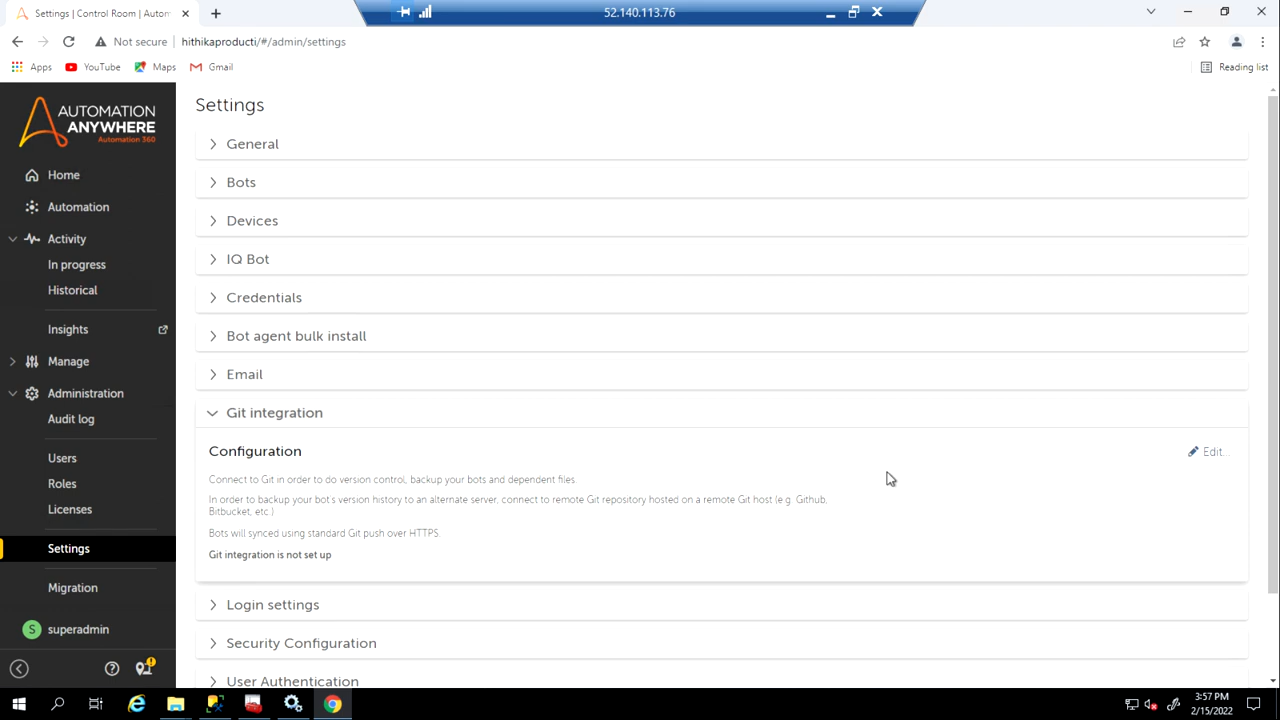 Settings | Control Room | Autom
52.140.113.76
Not secure
hithikaproducti/#/admin/settings
Apps
YouTube
Maps
Gmail
Reading list
AUTOMATION
ANYWHERE
Automation 360
Home
Automation
Activity
In progress
Historical
Insights
Manage
Administration
Audit log
Users
Roles
Licenses
Settings
Migration
S
superadmin
Settings
General
Bots
Devices
IQ Bot
Credentials
Bot agent bulk install
Email
Git integration
Configuration
Edit...
Connect to Git in order to do version control, backup your bots and dependent files.
In order to backup your bot's version history to an alternate server, connect to remote Git repository hosted on a remote Git host (e.g. Github,
Bitbucket, etc.)
Bots will synced using standard Git push over HTTPS.
Git integration is not set up
Login settings
Security Configuration
User Authentication
3:57 PM
2/15/2022